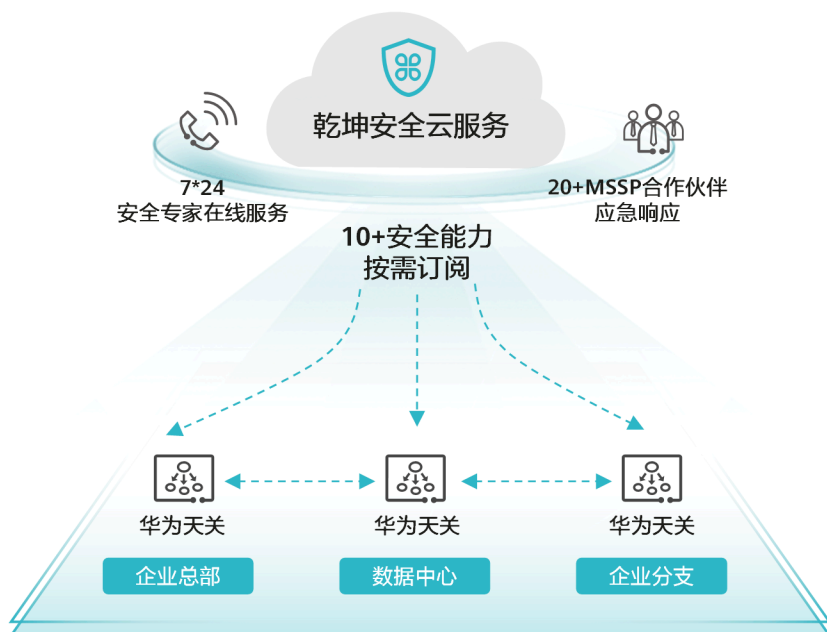 乾坤安全云服务
7*24
安全专家在线服务
20+MSSP合作伙伴
应急响应
10+安全能力
按需订阅
华为天关
华为天关
华为天关
企业总部
数据中心
企业分支